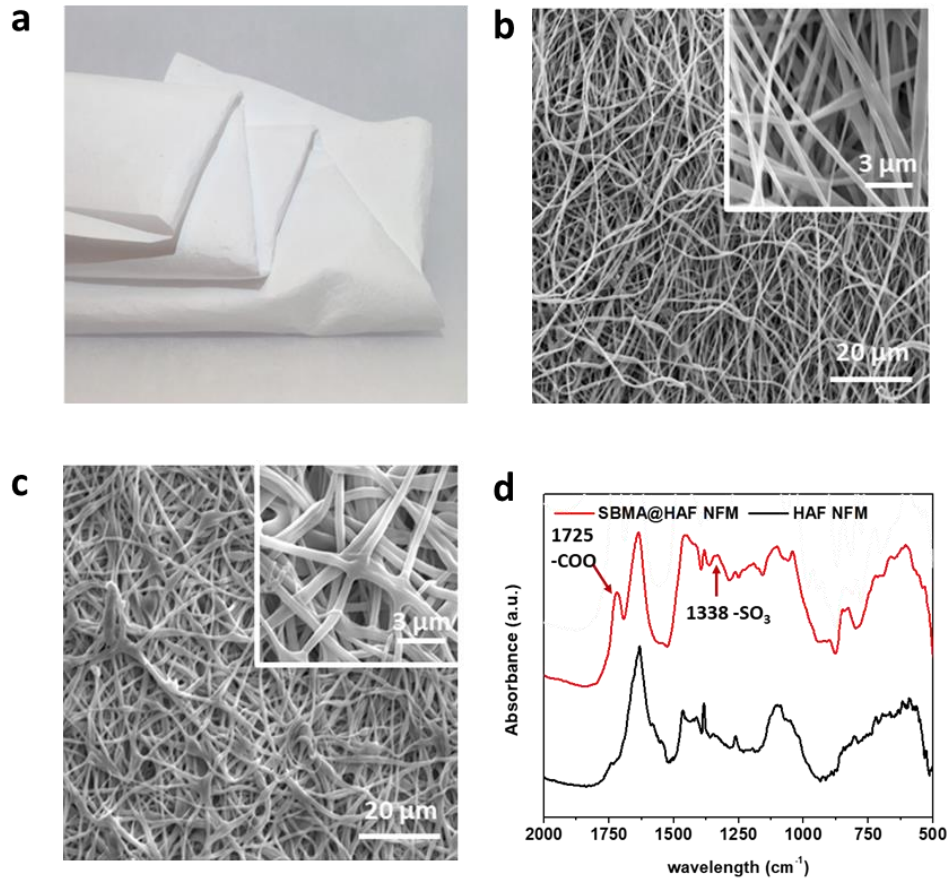 a
b
3 μm
20 μm
c
3 μm
20 μm
d
SBMA@HAF NFM
HAF NFM
1725
-COO
1338 -SO₃
Absorbance (a.u.)
2000
1750
1500
1250
1000
750
500
wavelength (cm⁻¹)